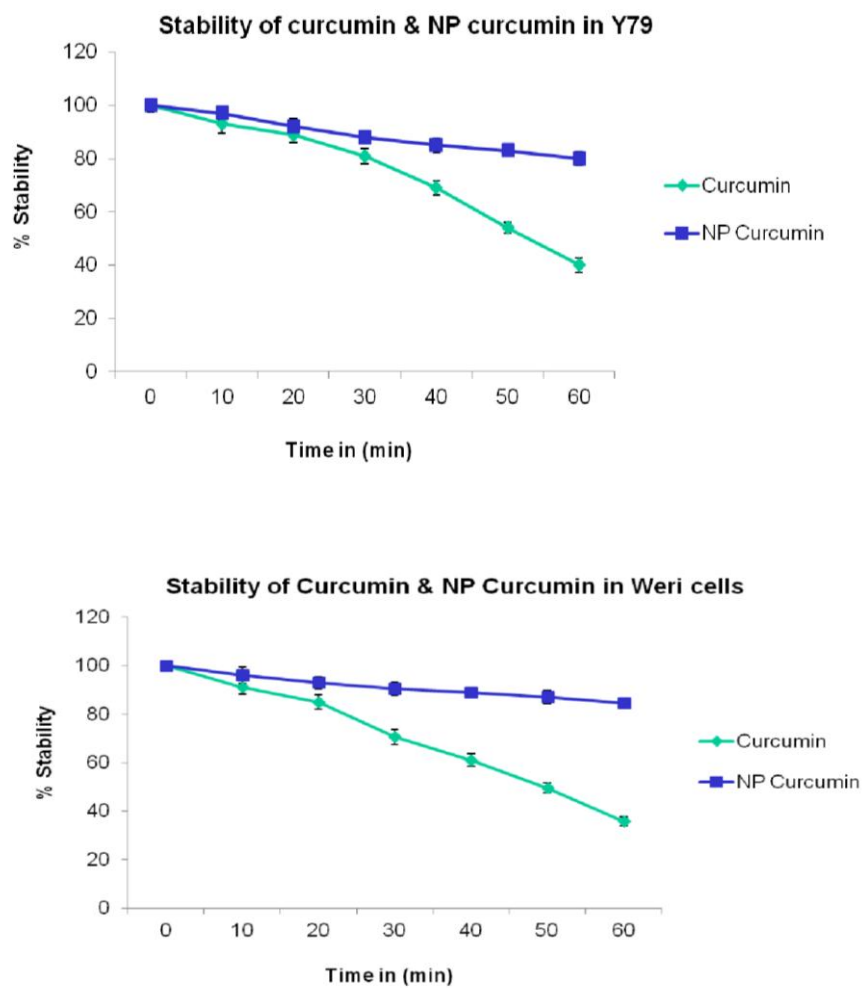 Stability of curcumin & NP curcumin in Y79
120
100
80
60
40
20
0
% Stability
0 10 20 30 40 50 60
Time in (min)
Curcumin
NP Curcumin
Stability of Curcumin & NP Curcumin in Weri cells
120
100
80
60
40
20
0
% Stability
0 10 20 30 40 50 60
Time in (min)
Curcumin
NP Curcumin